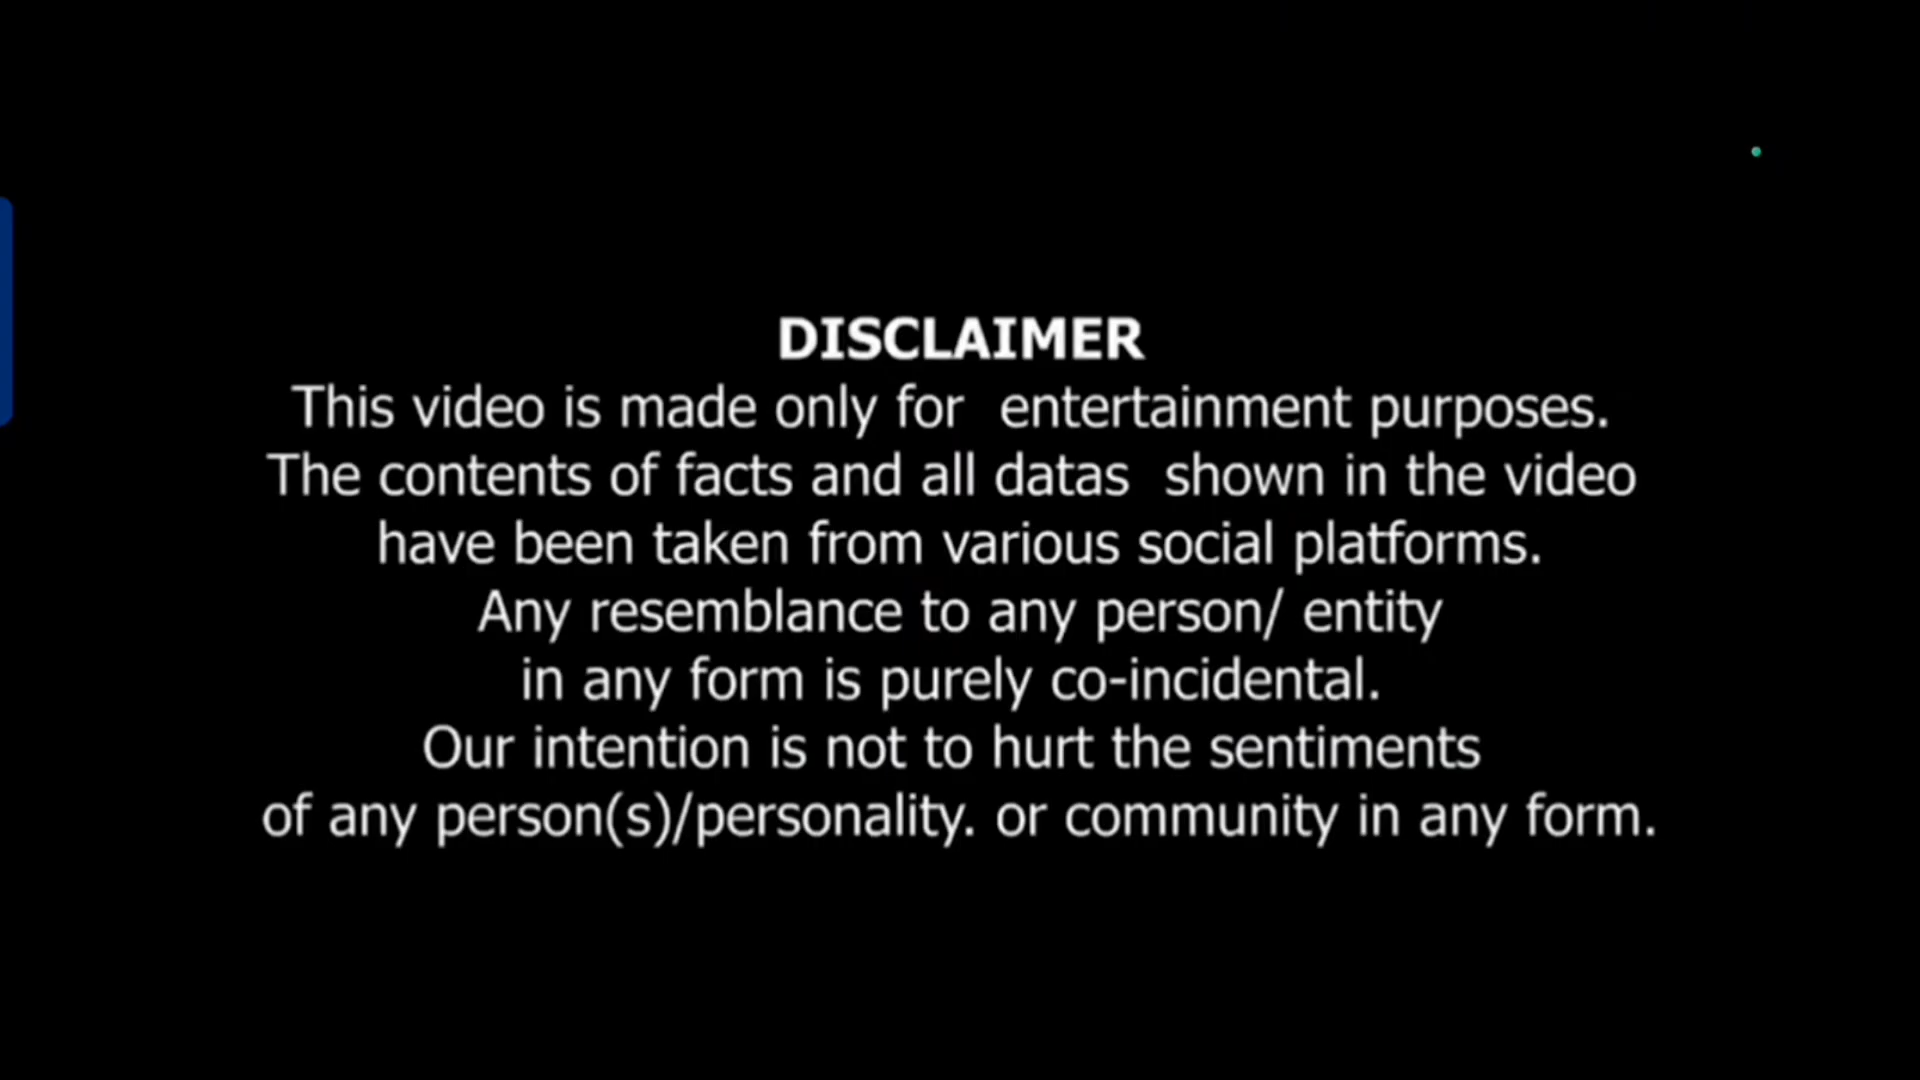 DISCLAIMER
This video is made only for  entertainment purposes.
The contents of facts and all datas  shown in the video
have been taken from various social platforms.
Any resemblance to any person/ entity
in any form is purely co-incidental.
Our intention is not to hurt the sentiments
of any person(s)/personality. or community in any form.